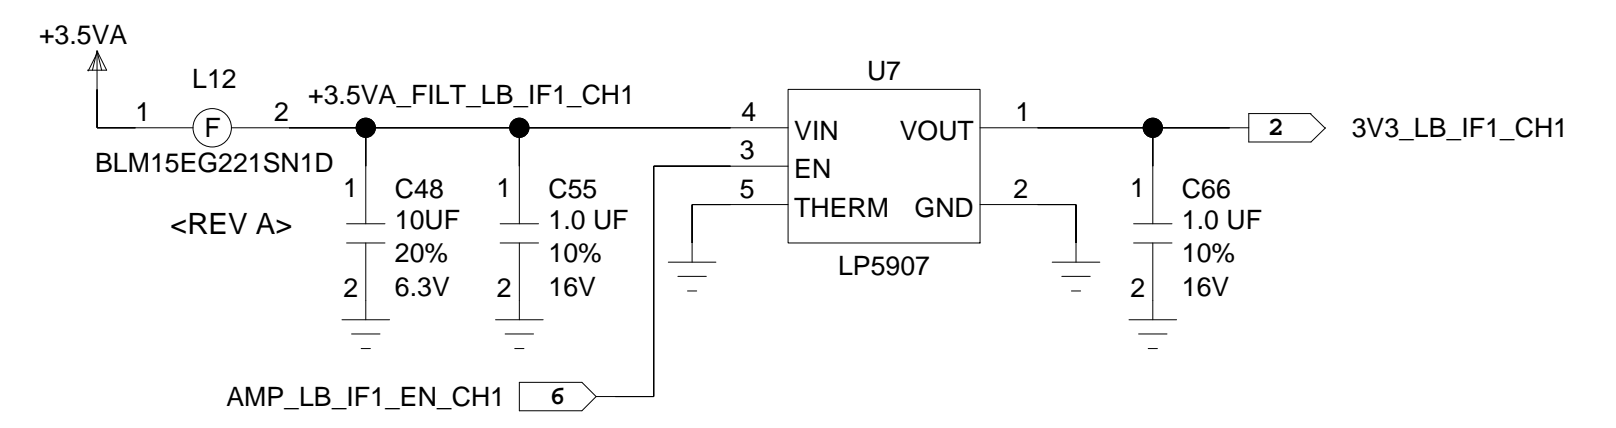 +3.5VA
L12
U7
1
F
2
+3.5VA_FILT_LB_IF1_CH1
4
VIN
VOUT
1
2
3V3_LB_IF1_CH1
BLM15EG221SN1D
3
EN
5
THERM
GND
2
LP5907
<REV A>
1
C48
10UF
20%
6.3V
2
1
C55
1.0 UF
10%
16V
2
1
C66
1.0 UF
10%
16V
2
AMP_LB_IF1_EN_CH1
6